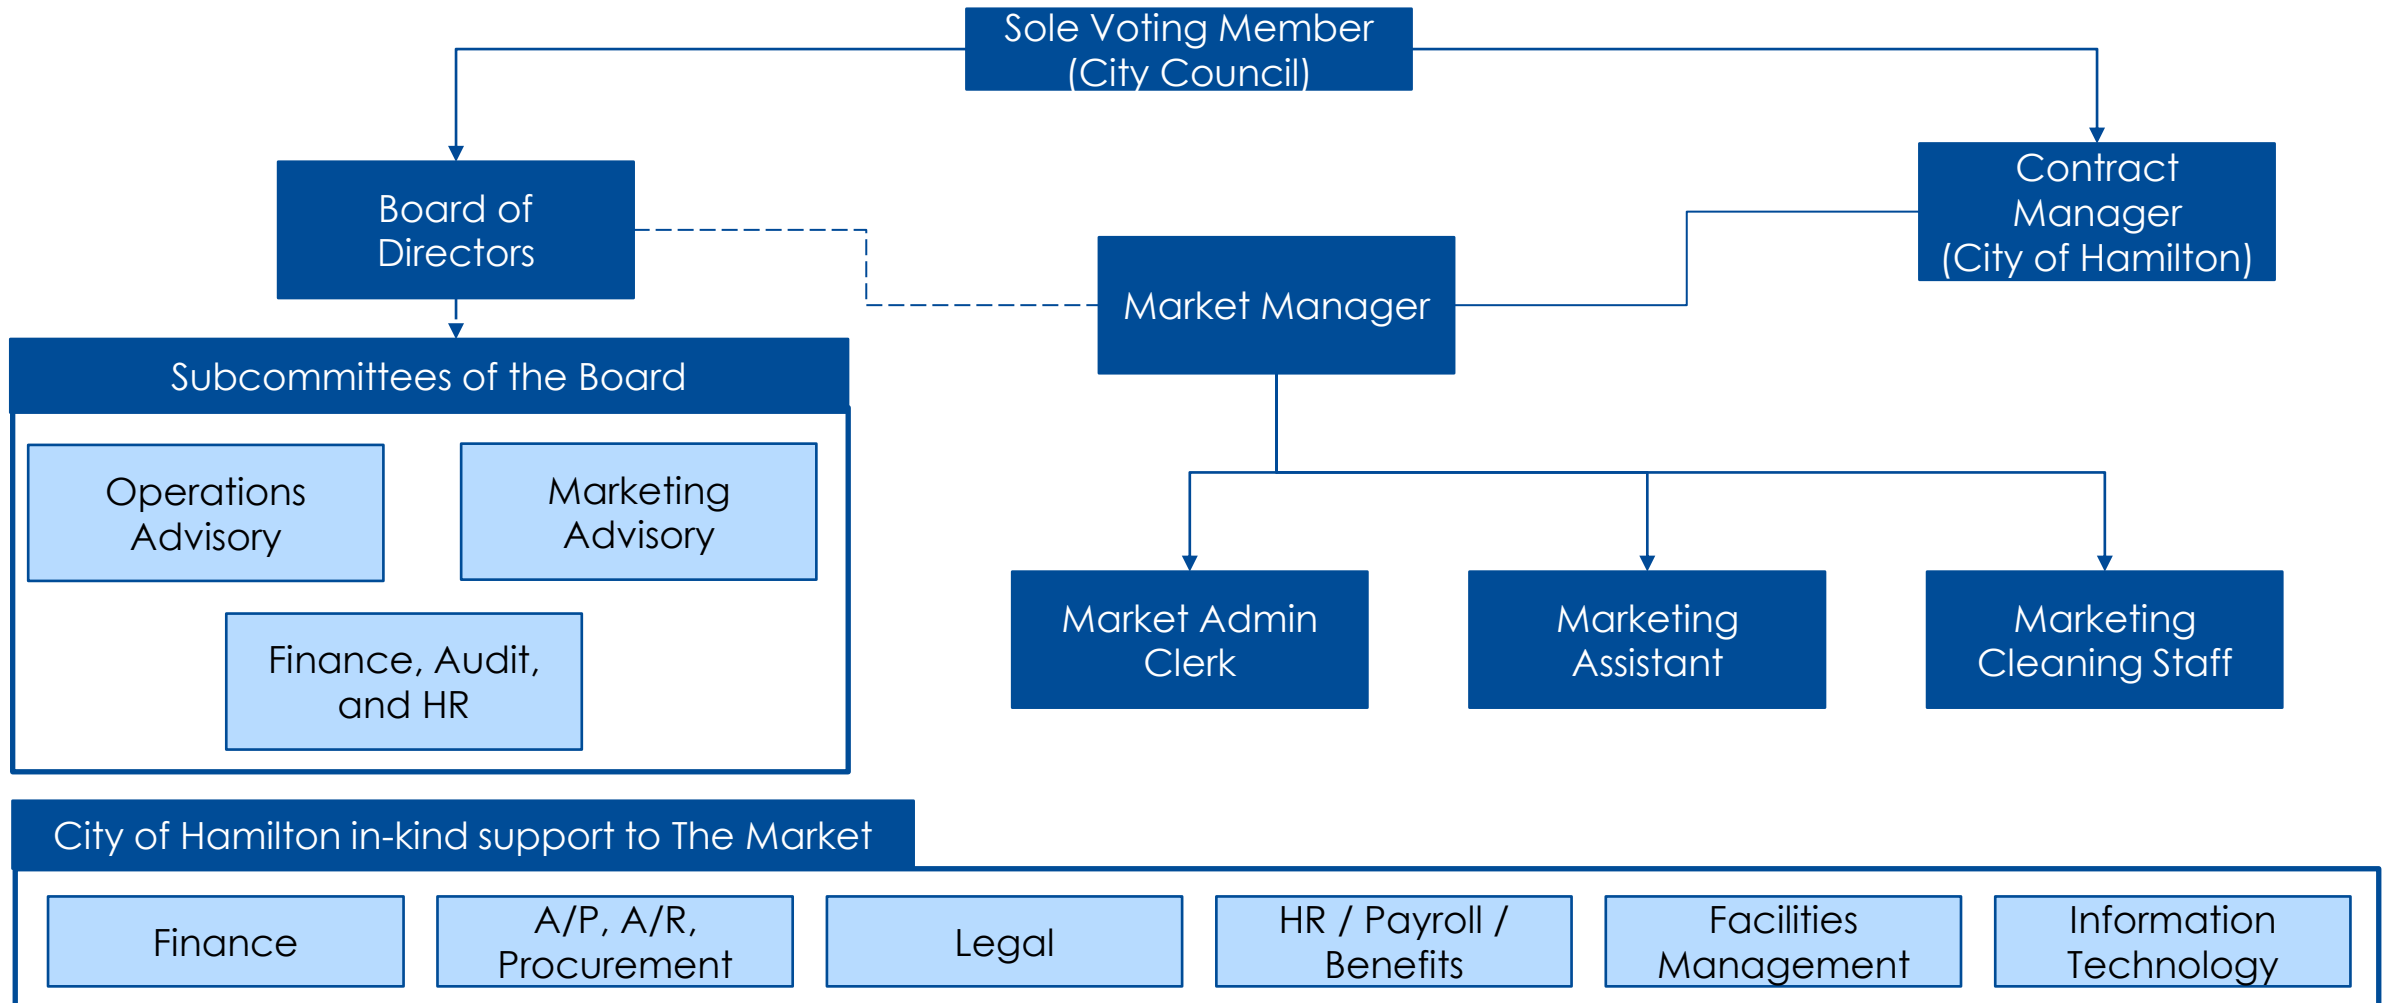 Sole Voting Member
(City Council)
Board of
Directors
Contract
Manager
(City of Hamilton)
Market Manager
Subcommittees of the Board
Operations
Advisory
Marketing
Advisory
Finance, Audit,
and HR
Market Admin
Clerk
Marketing
Assistant
Marketing
Cleaning Staff
City of Hamilton in-kind support to The Market
Finance
A/P, A/R,
Procurement
Legal
HR / Payroll /
Benefits
Facilities
Management
Information
Technology